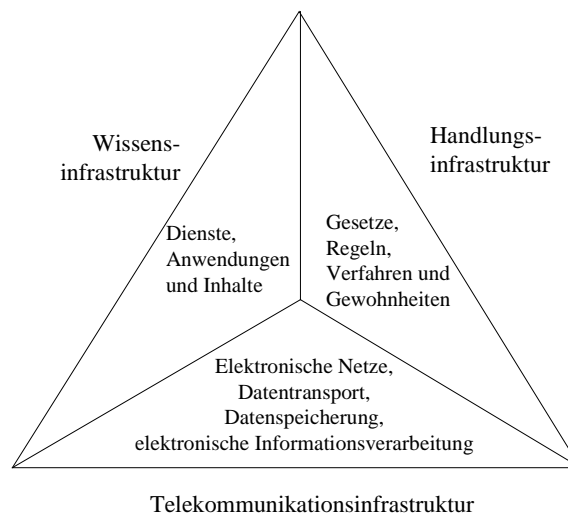 Wissens-
infrastruktur
Handlungs-
infrastruktur
Dienste,
Anwendungen
und Inhalte
Gesetze,
Regeln,
Verfahren und
Gewohnheiten
Elektronische Netze,
Datentransport,
Datenspeicherung,
elektronische Informationsverarbeitung
Telekommunikationsinfrastruktur